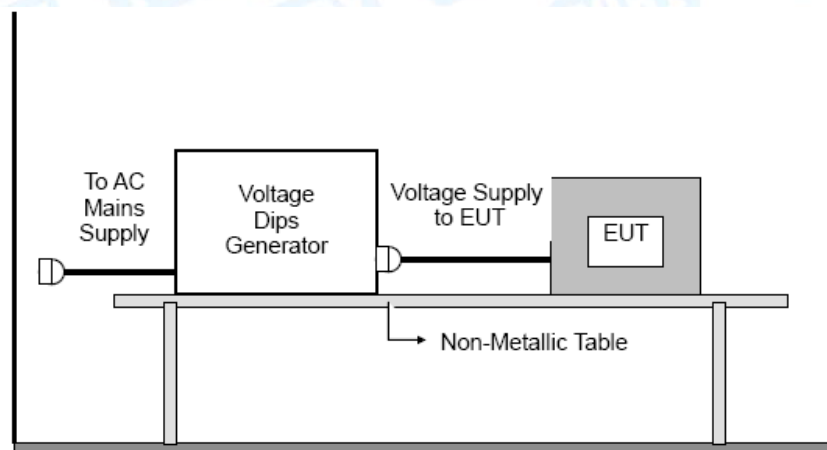 To AC
Mains
Supply
Voltage
Dips
Generator
Voltage Supply
to EUT
EUT
Non-Metallic Table